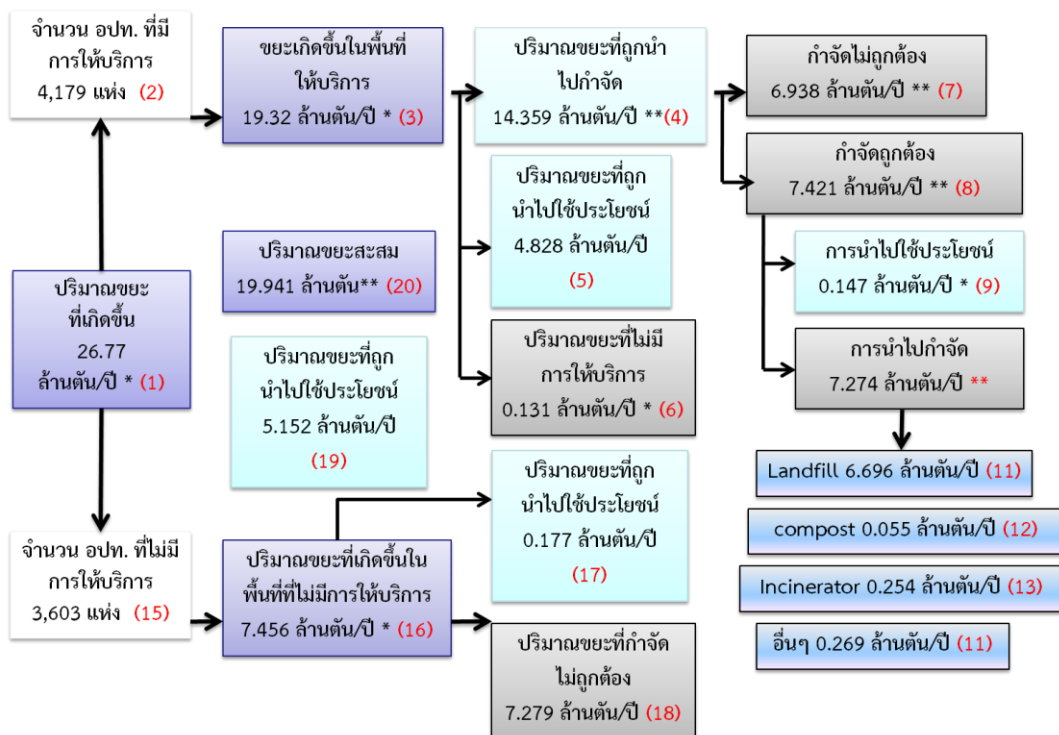 จำนวน อปท. ที่มี
การให้บริการ
4,179 แห่ง (2)
ขยะเกิดขึ้นในพื้นที่
ให้บริการ
19.32 ล้านตัน/ปี * (3)
ปริมาณขยะที่ถูกนำ
ไปกำจัด
14.359 ล้านตัน/ปี **(4)
กำจัดไม่ถูกต้อง
6.938 ล้านตัน/ปี ** (7)
กำจัดถูกต้อง
7.421 ล้านตัน/ปี ** (8)
ปริมาณขยะที่ถูก
นำไปใช้ประโยชน์
4.828 ล้านตัน/ปี
(5)
การนำไปใช้ประโยชน์
0.147 ล้านตัน/ปี * (9)
ปริมาณขยะสะสม
19.941 ล้านตัน** (20)
ปริมาณขยะ
ที่เกิดขึ้น
26.77
ล้านตัน/ปี * (1)
ปริมาณขยะที่ไม่มี
การให้บริการ
0.131 ล้านตัน/ปี * (6)
การนำไปกำจัด
7.274 ล้านตัน/ปี **
ปริมาณขยะที่ถูก
นำไปใช้ประโยชน์
5.152 ล้านตัน/ปี
(19)
Landfill 6.696 ล้านตัน/ปี (11)
compost 0.055 ล้านตัน/ปี (12)
Incinerator 0.254 ล้านตัน/ปี (13)
อื่นๆ 0.269 ล้านตัน/ปี (11)
ปริมาณขยะที่ถูก
นำไปใช้ประโยชน์
0.177 ล้านตัน/ปี
(17)
จำนวน อปท. ที่ไม่มี
การให้บริการ
3,603 แห่ง (15)
ปริมาณขยะที่เกิดขึ้นใน
พื้นที่ที่ไม่มีการให้บริการ
7.456 ล้านตัน/ปี * (16)
ปริมาณขยะที่กำจัด
ไม่ถูกต้อง
7.279 ล้านตัน/ปี (18)